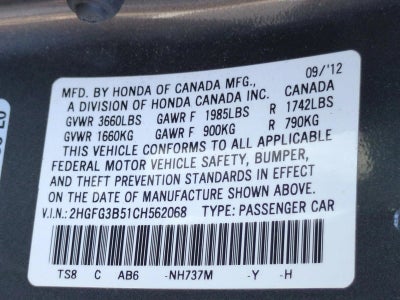 MFD. BY HONDA OF CANADA MFG., 09/'12
A DIVISION OF HONDA CANADA INC. CANADA
GVWR 3660LBS GAWR F 1985LBS R 1742LBS
GVWR 1660KG GAWR F 900KG R 790KG
THIS VEHICLE CONFORMS TO ALL APPLICABLE
FEDERAL MOTOR VEHICLE SAFETY, BUMPER,
AND THEFT PREVENTION STANDARDS IN EFFECT
ON THE DATE OF MANUFACTURE SHOWN ABOVE.
V.I.N.: 2HGFG3B51CH562068 TYPE: PASSENGER CAR
TS8 C AB6 -NH737M -Y -H